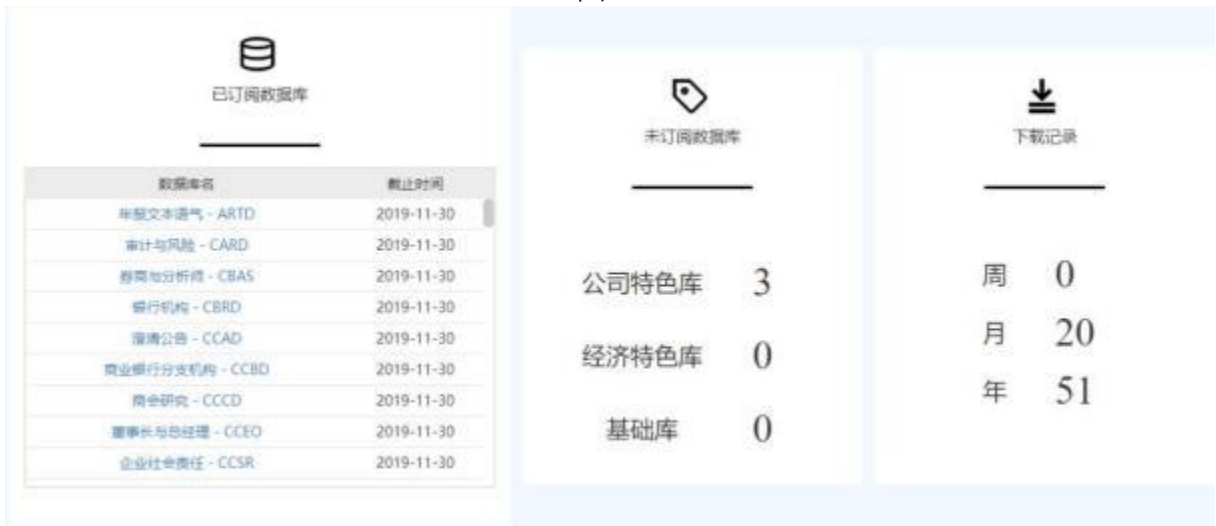 已订阅数据库
数据库名 截止时间
年报文本语气 - ARTD 2019-11-30
审计与风险 - CARD 2019-11-30
券商与分析师 - CBAS 2019-11-30
银行机构 - CBRD 2019-11-30
澄清公告 - CCAD 2019-11-30
商业银行分支机构 - CCBD 2019-11-30
商会研究 - CCCD 2019-11-30
董事长与总经理 - CCEO 2019-11-30
企业社会责任 - CCSR 2019-11-30
未订阅数据库
公司特色库 3
经济特色库 0
基础库 0
下载记录
周 0
月 20
年 51